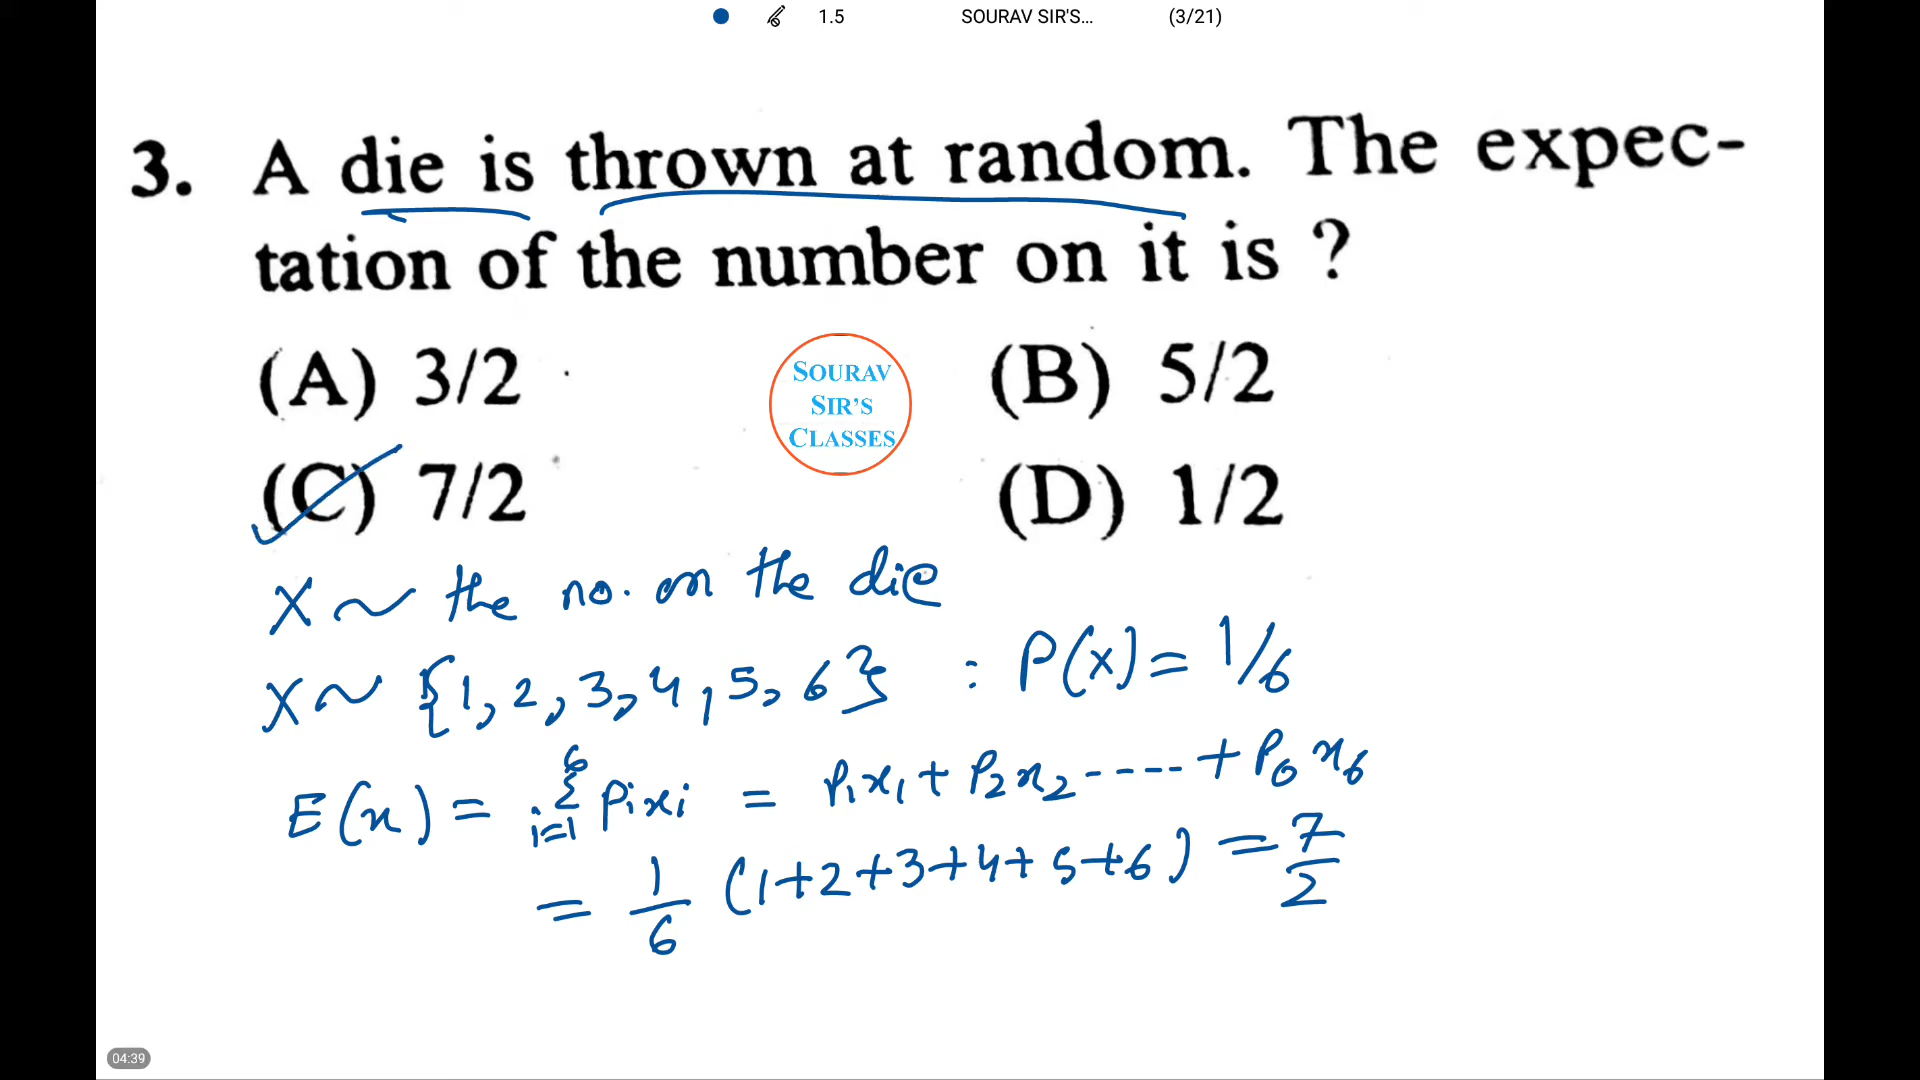 1.5 SOURAV SIR'S... (3/21)
3. A die is thrown at random. The expec-
tation of the number on it is ?
(A) 3/2 (B) 5/2
SOURAV
SIR'S
CLASSES
(C) 7/2 (D) 1/2
X ~ the no. on the die
X ~ {1, 2, 3, 4, 5, 6} : P(x) = 1/6
E(x) = 6 Σ i=1 pixi = p1x1 + p2x2 ---- + p6x6
= 1/6 (1+2+3+4+5+6) = 7/2
04:39